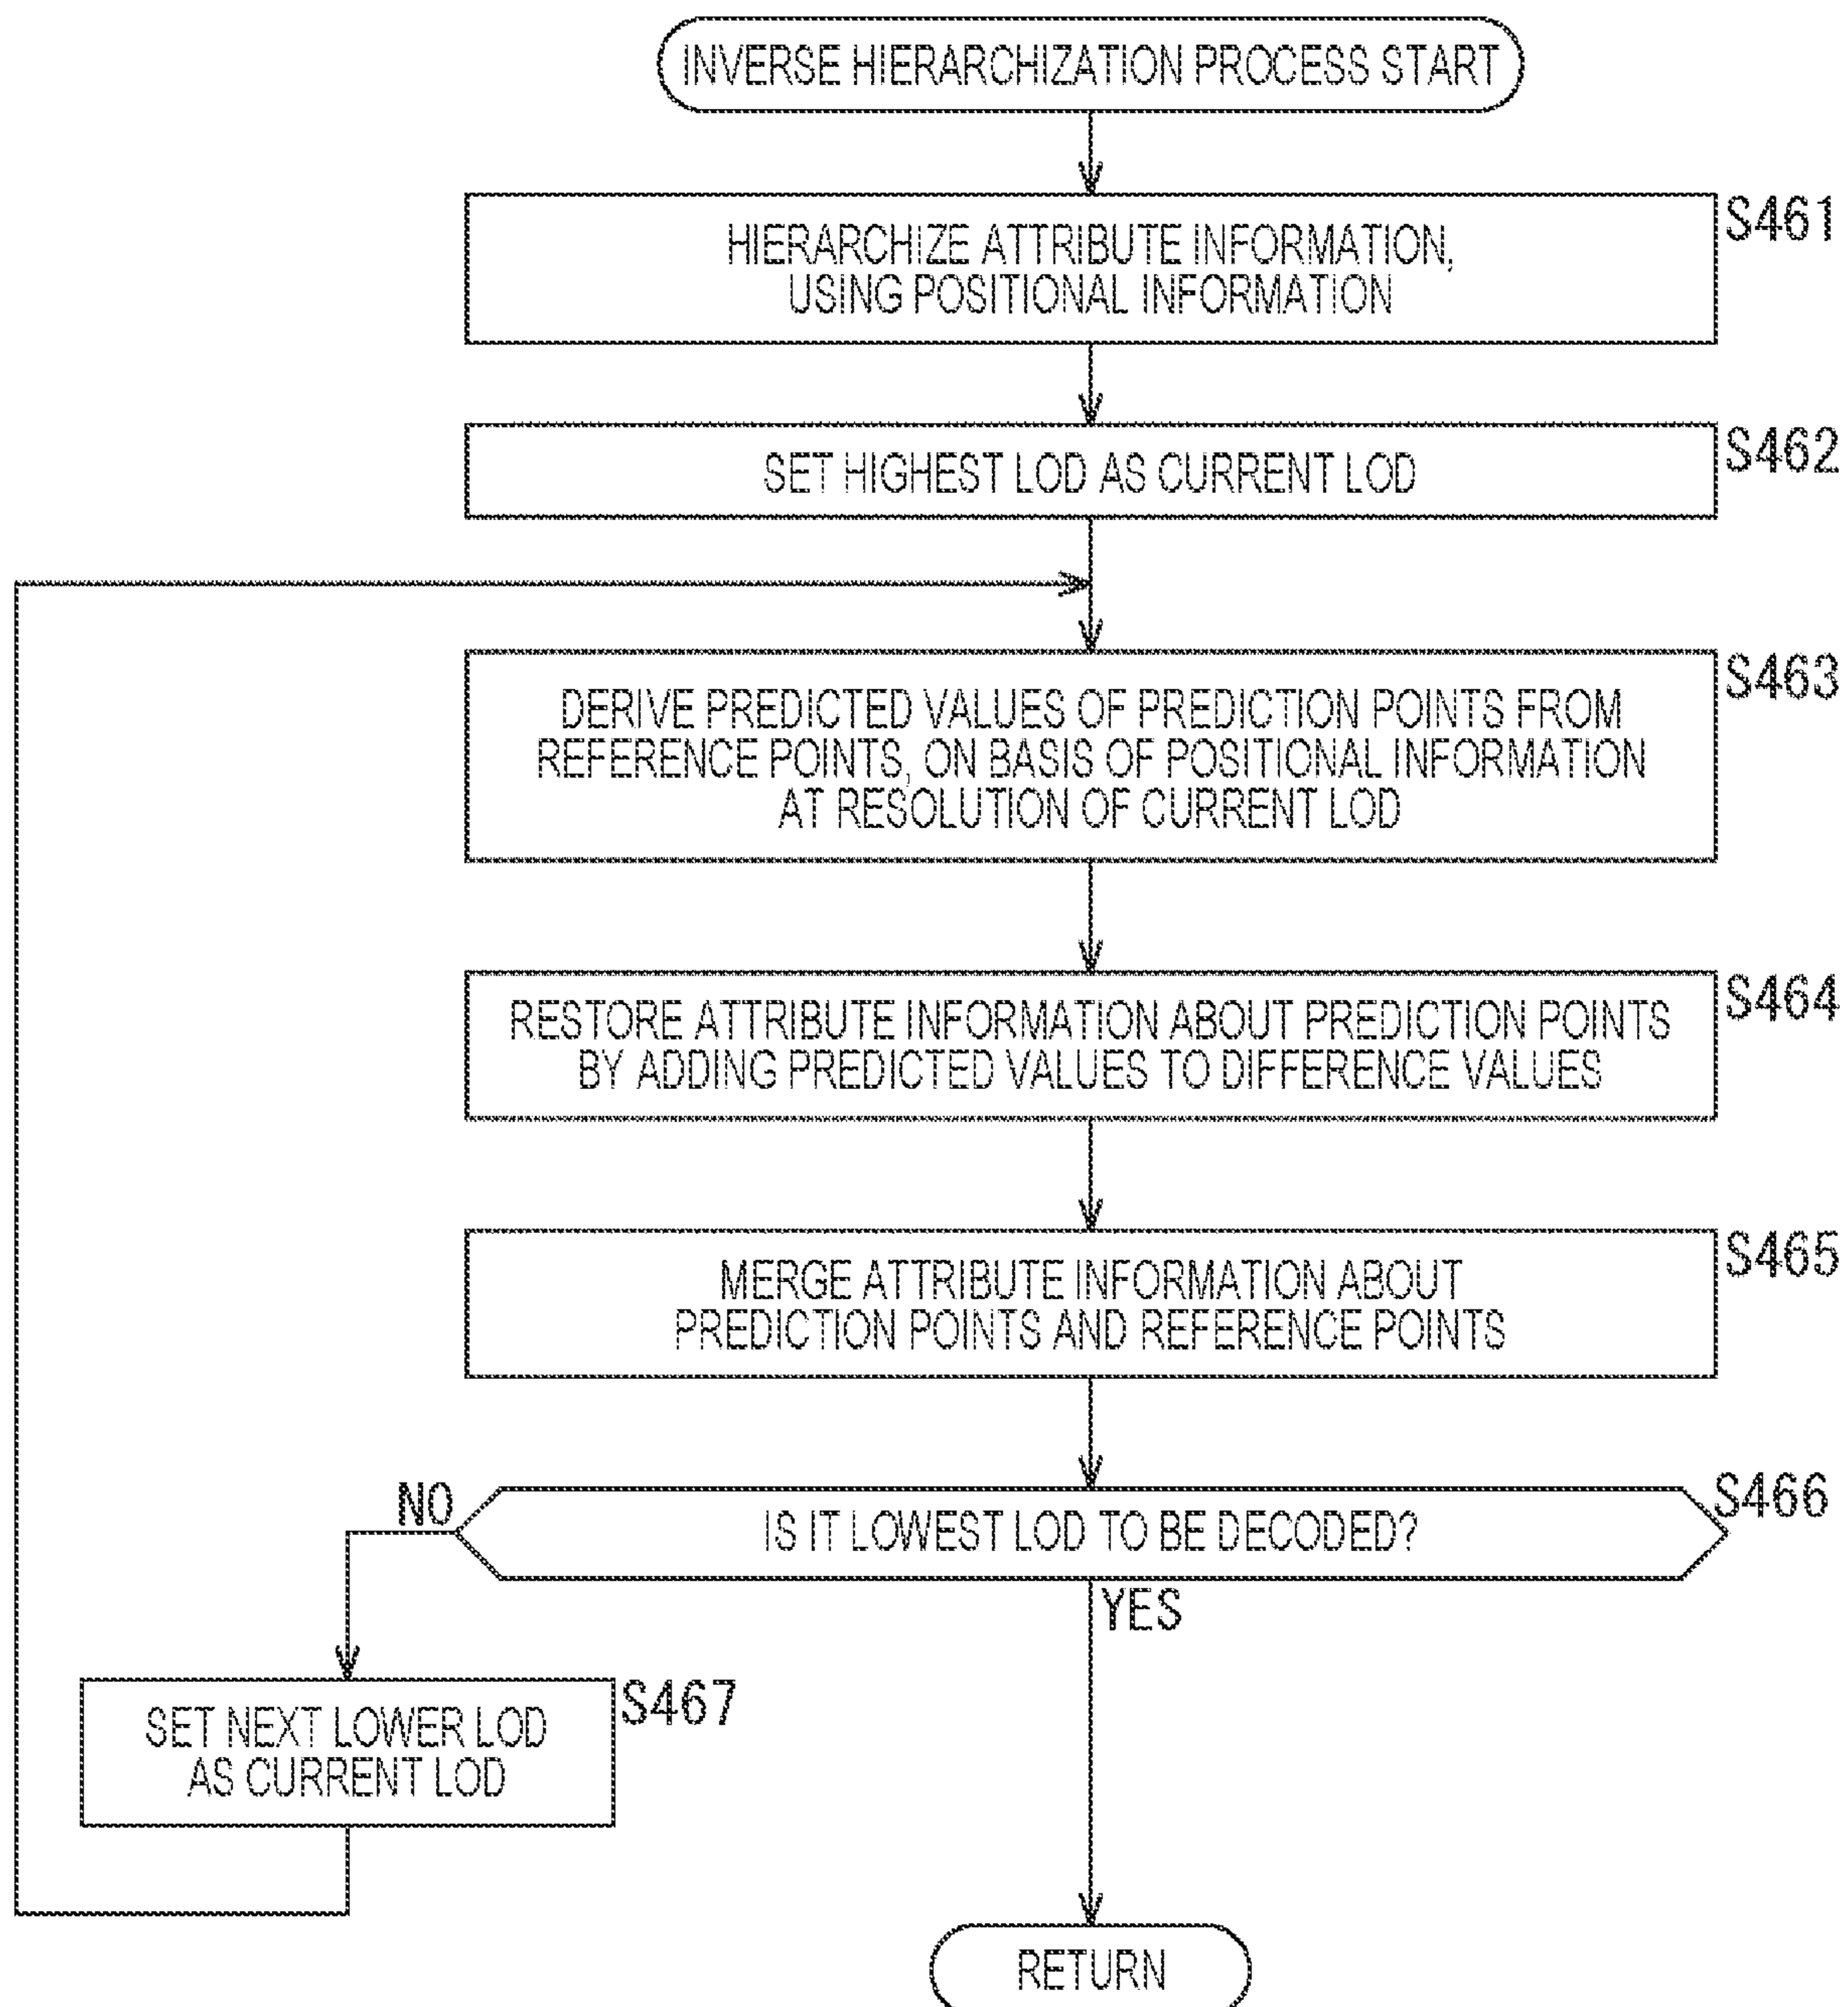 INVERSE HIERARCHIZATION PROCESS START
S461
HIERARCHIZE ATTRIBUTE INFORMATION,
USING POSITIONAL INFORMATION
S462
SET HIGHEST LOD AS CURRENT LOD
S463
DERIVE PREDICTED VALUES OF PREDICTION POINTS FROM
REFERENCE POINTS, ON BASIS OF POSITIONAL INFORMATION
AT RESOLUTION OF CURRENT LOD
S464
RESTORE ATTRIBUTE INFORMATION ABOUT PREDICTION POINTS
BY ADDING PREDICTED VALUES TO DIFFERENCE VALUES
S465
MERGE ATTRIBUTE INFORMATION ABOUT
PREDICTION POINTS AND REFERENCE POINTS
S466
NO
IS IT LOWEST LOD TO BE DECODED?
YES
S467
SET NEXT LOWER LOD
AS CURRENT LOD
RETURN